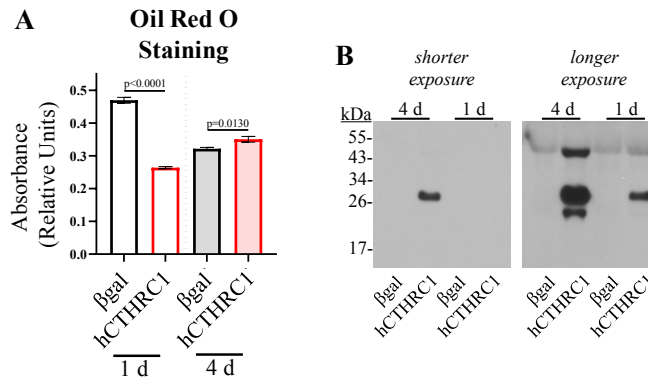 A
Oil Red O
Staining
Absorbance
(Relative Units)
0.5
0.4
0.3
0.2
0.1
0.0
p<0.0001
p=0.0130
βgal
hCTHRC1
βgal
hCTHRC1
1 d
4 d
B
shorter
exposure
longer
exposure
kDa
4 d
1 d
4 d
1 d
55-
43-
34-
26-
17-
βgal
hCTHRC1
βgal
hCTHRC1
βgal
hCTHRC1
βgal
hCTHRC1